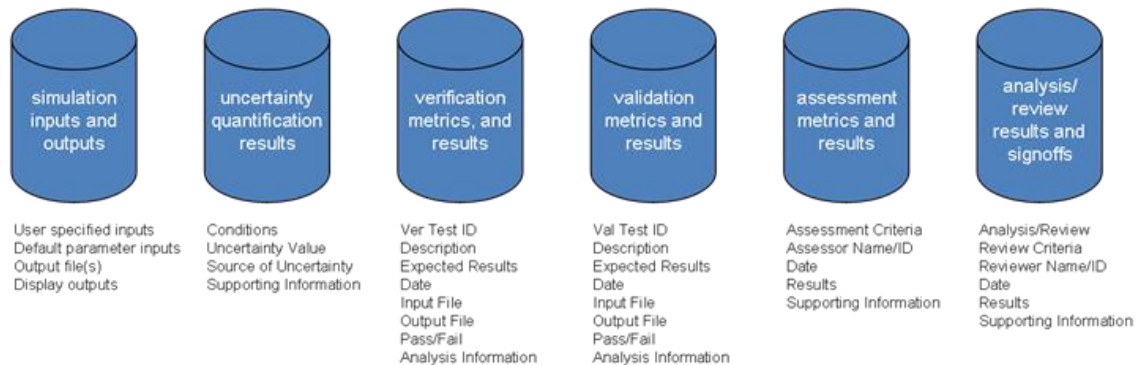 simulation
inputs and
outputs
uncertainty
quantification
results
verification
metrics, and
results
validation
metrics and
results
assessment
metrics and
results
analysis/
review
results and
signoffs
User specified inputs
Default parameter inputs
Output file(s)
Display outputs
Conditions
Uncertainty Value
Source of Uncertainty
Supporting Information
Ver Test ID
Description
Expected Results
Date
Input File
Output File
Pass/Fail
Analysis Information
Val Test ID
Description
Expected Results
Date
Input File
Output File
Pass/Fail
Analysis Information
Assessment Criteria
Assessor Name/ID
Date
Results
Supporting Information
Analysis/Review
Review Criteria
Reviewer Name/ID
Date
Results
Supporting Information